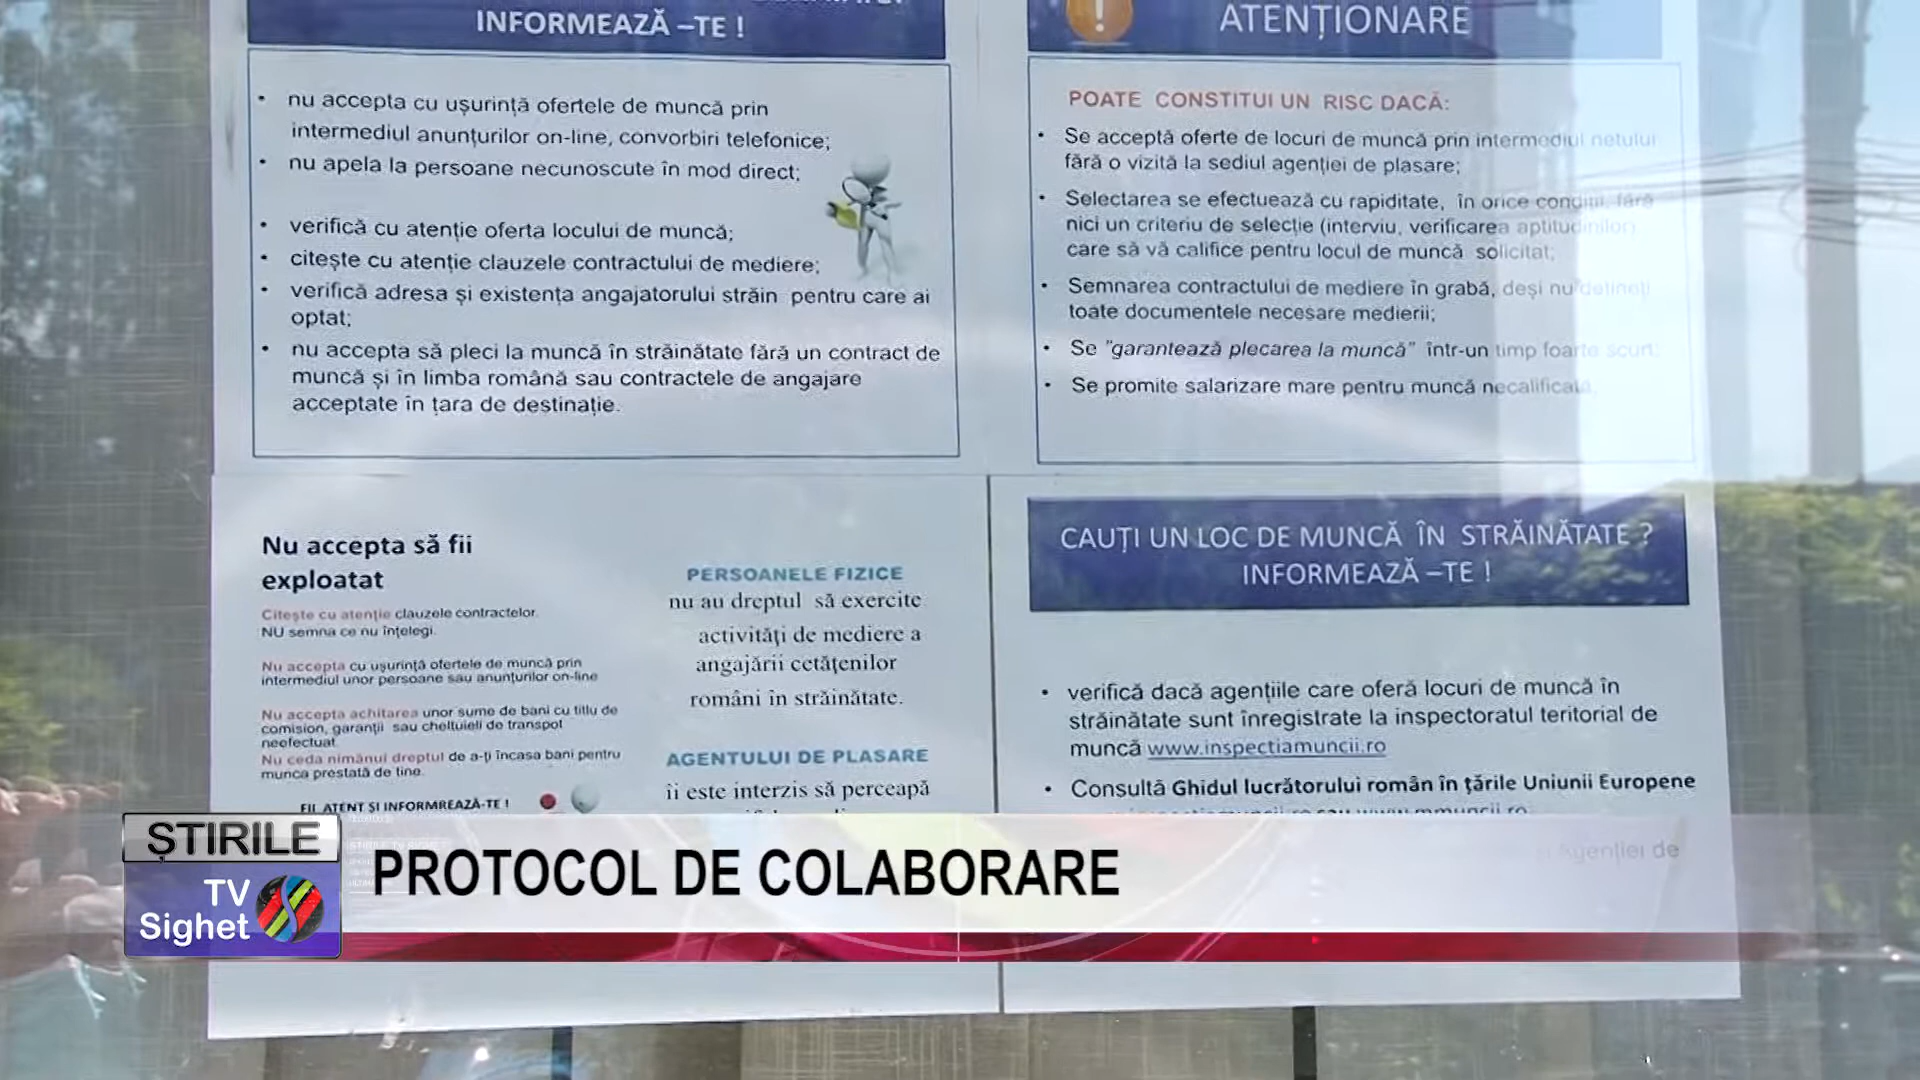 INFORMEAZĂ –TE !
• nu accepta cu ușurință ofertele de muncă prin
intermediul anunțurilor on-line, convorbiri telefonice;
• nu apela la persoane necunoscute în mod direct;
• verifică cu atenție oferta locului de muncă;
• citește cu atenție clauzele contractului de mediere;
• verifică adresa și existența angajatorului străin pentru care ai
optat;
• nu accepta să pleci la muncă în străinătate fără un contract de
muncă și în limba română sau contractele de angajare
acceptate în țara de destinație.
!
ATENȚIONARE
POATE CONSTITUI UN RISC DACĂ:
• Se acceptă oferte de locuri de muncă prin intermediul netului
fără o vizită la sediul agenției de plasare;
• Selectarea se efectuează cu rapiditate, în orice condiții, fără
nici un criteriu de selecție (interviu, verificarea aptitudinilor)
care să vă califice pentru locul de muncă solicitat;
• Semnarea contractului de mediere în grabă, deși nu dețineți
toate documentele necesare medierii;
• Se "garantează plecarea la muncă" într-un timp foarte scurt;
• Se promite salarizare mare pentru muncă necalificată.
Nu accepta să fii
exploatat
Citește cu atenție clauzele contractelor.
NU semna ce nu înțelegi.
Nu accepta cu ușurință ofertele de muncă prin
intermediul unor persoane sau anunțurilor on-line
Nu accepta achitarea unor sume de bani cu titlu de
comision, garanții sau cheltuieli de transpot
neefectuat
Nu ceda nimănui dreptul de a-ți încasa bani pentru
munca prestată de tine.
FII ATENT ȘI INFORMREAZĂ-TE !
PERSOANELE FIZICE
nu au dreptul să exercite
activități de mediere a
angajării cetățenilor
români în străinătate.
AGENTULUI DE PLASARE
îi este interzis să perceapă
CAUȚI UN LOC DE MUNCĂ ÎN STRĂINĂTATE ?
INFORMEAZĂ –TE !
• verifică dacă agențiile care oferă locuri de muncă în
străinătate sunt înregistrate la inspectoratul teritorial de
muncă www.inspectiamuncii.ro
• Consultă Ghidul lucrătorului român în țările Uniunii Europene
sau www.mmuncii.ro
Agenției de
ȘTIRILE
TV
Sighet
PROTOCOL DE COLABORARE